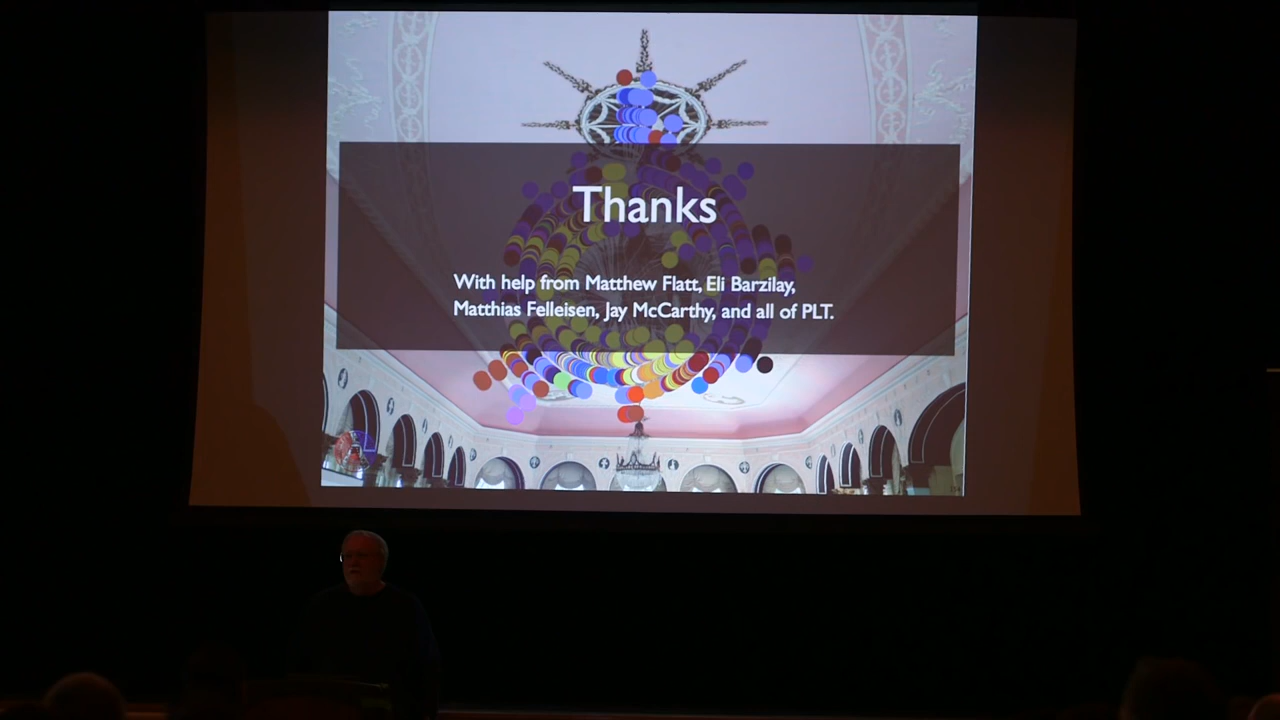 Thanks
With help from Matthew Flatt, Eli Barzilay,
Matthias Felleisen, Jay McCarthy, and all of PLT.